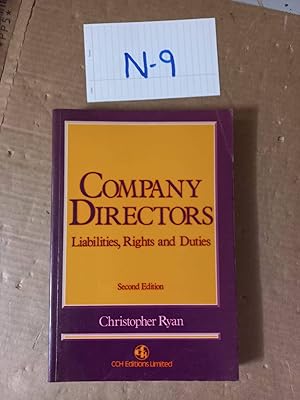 N-9
COMPANY
DIRECTORS
Liabilities, Rights and Duties
Second Edition
Christopher Ryan
CCH Editions Limited